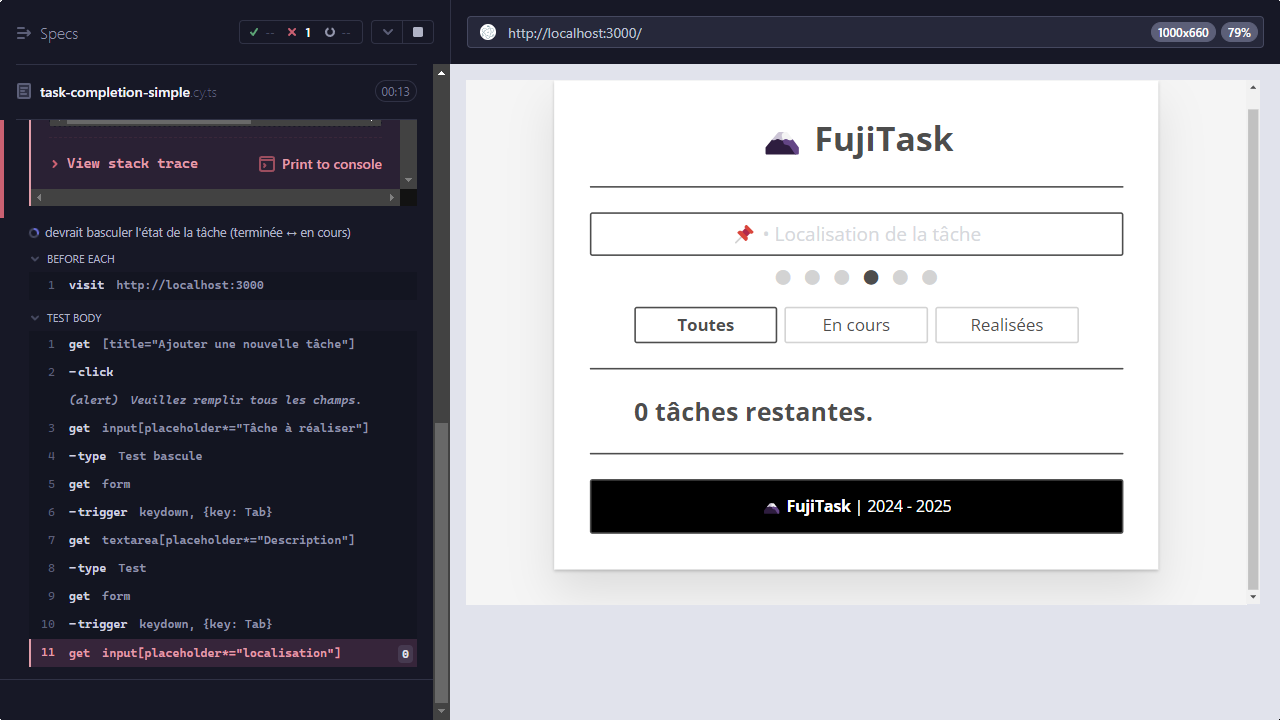 Specs
-- 1 --
http://localhost:3000/
1000x660
79%
task-completion-simple.cy.ts
00:13
View stack trace
Print to console
devrait basculer l'état de la tâche (terminée ↔ en cours)
BEFORE EACH
1 visit http://localhost:3000
TEST BODY
1 get [title="Ajouter une nouvelle tâche"]
2 -click
(alert) Veuillez remplir tous les champs.
3 get input[placeholder*="Tâche à réaliser"]
4 -type Test bascule
5 get form
6 -trigger keydown, {key: Tab}
7 get textarea[placeholder*="Description"]
8 -type Test
9 get form
10 -trigger keydown, {key: Tab}
11 get input[placeholder*="localisation"] 0
FujiTask
• Localisation de la tâche
Toutes
En cours
Realisées
0 tâches restantes.
FujiTask | 2024 - 2025